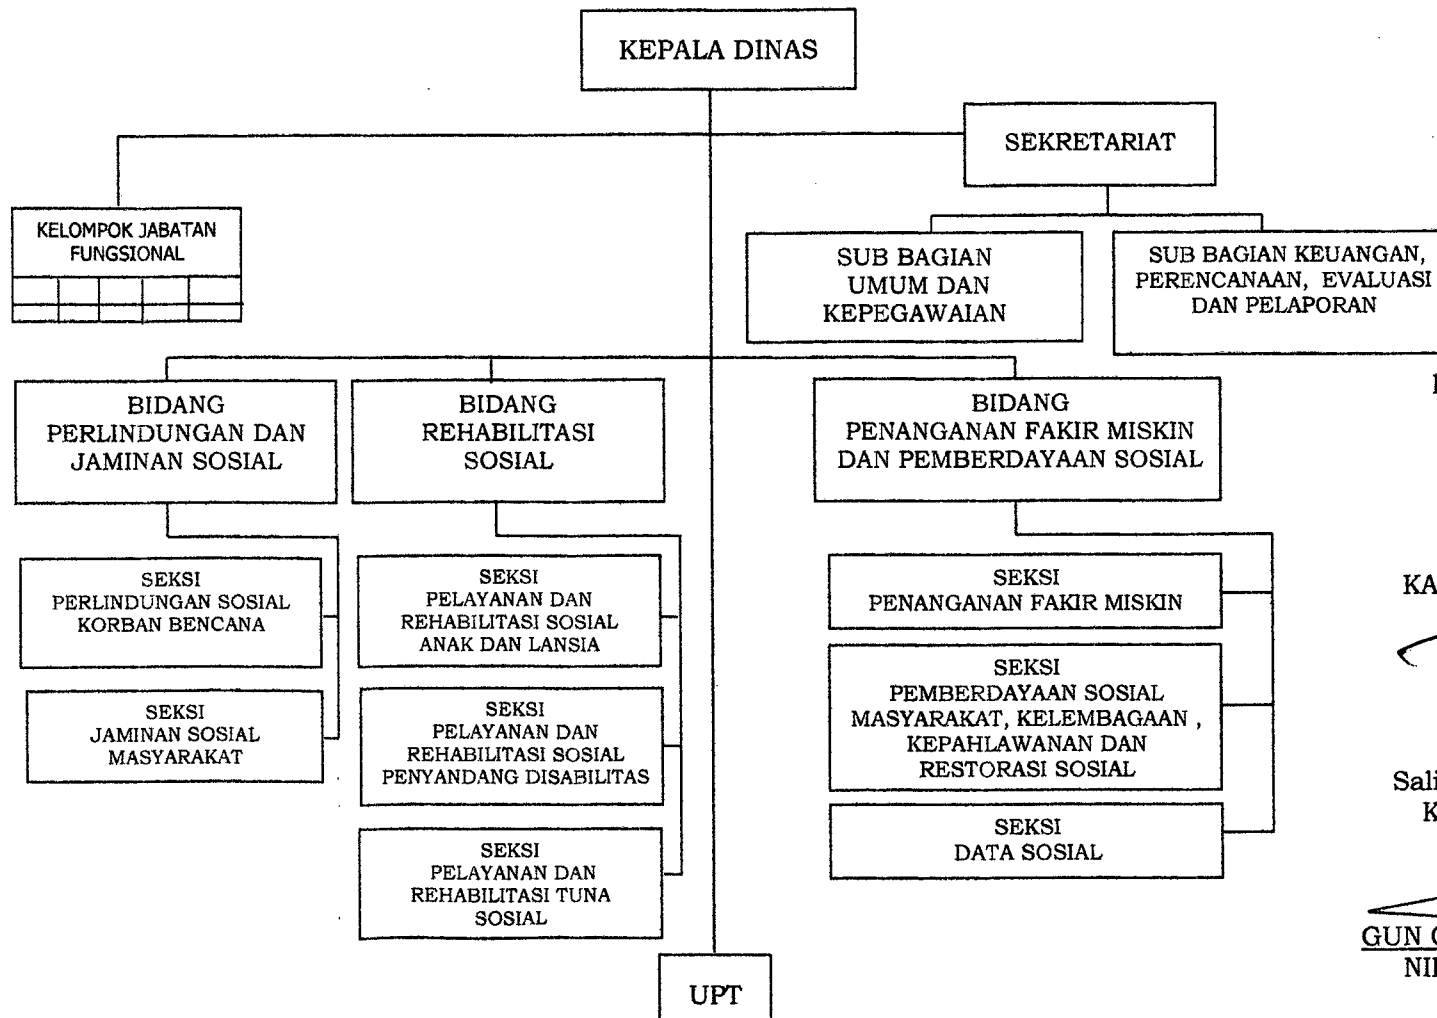 KEPALA DINAS
SEKRETARIAT
KELOMPOK JABATAN
FUNGSIONAL
SUB BAGIAN
UMUM DAN
KEPEGAWAIAN
SUB BAGIAN KEUANGAN,
PERENCANAAN, EVALUASI
DAN PELAPORAN
BIDANG
PERLINDUNGAN DAN
JAMINAN SOSIAL
BIDANG
REHABILITASI
SOSIAL
BIDANG
PENANGANAN FAKIR MISKIN
DAN PEMBERDAYAAN SOSIAL
SEKSI
PERLINDUNGAN SOSIAL
KORBAN BENCANA
SEKSI
JAMINAN SOSIAL
MASYARAKAT
SEKSI
PELAYANAN DAN
REHABILITASI SOSIAL
ANAK DAN LANSIA
SEKSI
PELAYANAN DAN
REHABILITASI SOSIAL
PENYANDANG DISABILITAS
SEKSI
PELAYANAN DAN
REHABILITASI TUNA
SOSIAL
SEKSI
PENANGANAN FAKIR MISKIN
SEKSI
PEMBERDAYAAN SOSIAL
MASYARAKAT, KELEMBAGAAN ,
KEPAHLAWANAN DAN
RESTORASI SOSIAL
SEKSI
DATA SOSIAL
UPT
KA
Sali
K
GUN